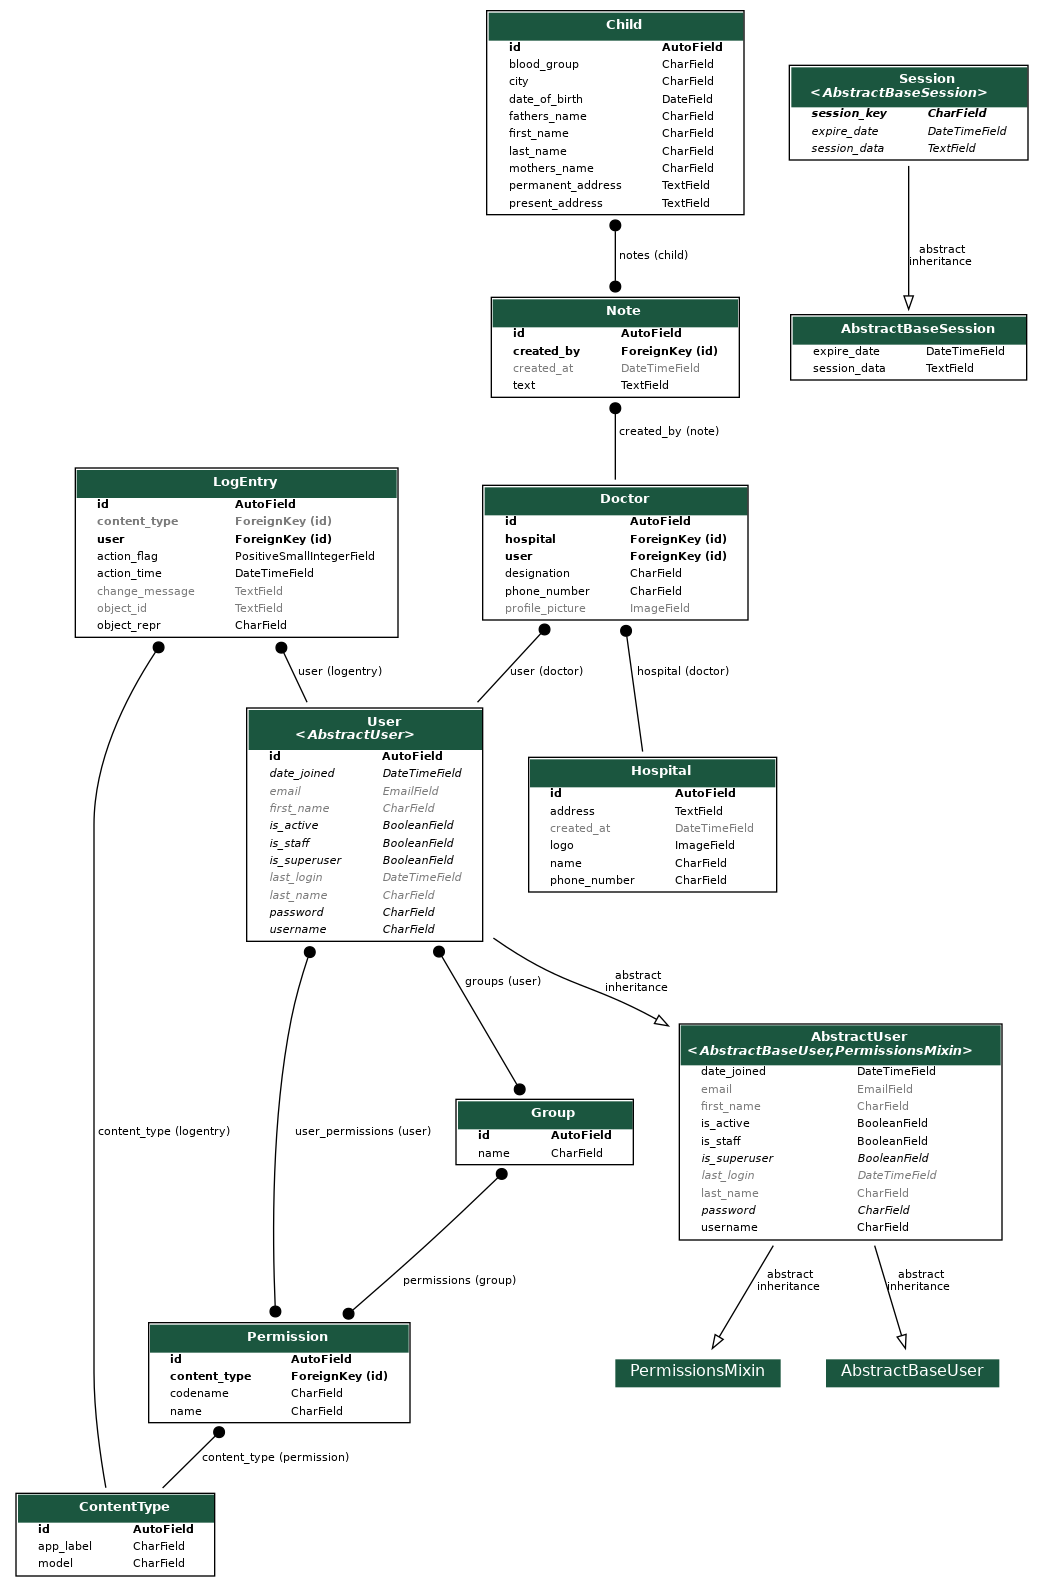 Child
id AutoField
blood_group CharField
city CharField
date_of_birth DateField
fathers_name CharField
first_name CharField
last_name CharField
mothers_name CharField
permanent_address TextField
present_address TextField
Session
<AbstractBaseSession>
session_key CharField
expire_date DateTimeField
session_data TextField
notes (child)
abstract
inheritance
Note
id AutoField
created_by ForeignKey (id)
created_at DateTimeField
text TextField
AbstractBaseSession
expire_date DateTimeField
session_data TextField
created_by (note)
LogEntry
id AutoField
content_type ForeignKey (id)
user ForeignKey (id)
action_flag PositiveSmallIntegerField
action_time DateTimeField
change_message TextField
object_id TextField
object_repr CharField
Doctor
id AutoField
hospital ForeignKey (id)
user ForeignKey (id)
designation CharField
phone_number CharField
profile_picture ImageField
user (logentry)
user (doctor)
hospital (doctor)
User
<AbstractUser>
id AutoField
date_joined DateTimeField
email EmailField
first_name CharField
is_active BooleanField
is_staff BooleanField
is_superuser BooleanField
last_login DateTimeField
last_name CharField
password CharField
username CharField
Hospital
id AutoField
address TextField
created_at DateTimeField
logo ImageField
name CharField
phone_number CharField
groups (user)
abstract
inheritance
AbstractUser
<AbstractBaseUser,PermissionsMixin>
date_joined DateTimeField
email EmailField
first_name CharField
is_active BooleanField
is_staff BooleanField
is_superuser BooleanField
last_login DateTimeField
last_name CharField
password CharField
username CharField
Group
id AutoField
name CharField
content_type (logentry)
user_permissions (user)
permissions (group)
abstract
inheritance
abstract
inheritance
Permission
id AutoField
content_type ForeignKey (id)
codename CharField
name CharField
PermissionsMixin
AbstractBaseUser
content_type (permission)
ContentType
id AutoField
app_label CharField
model CharField